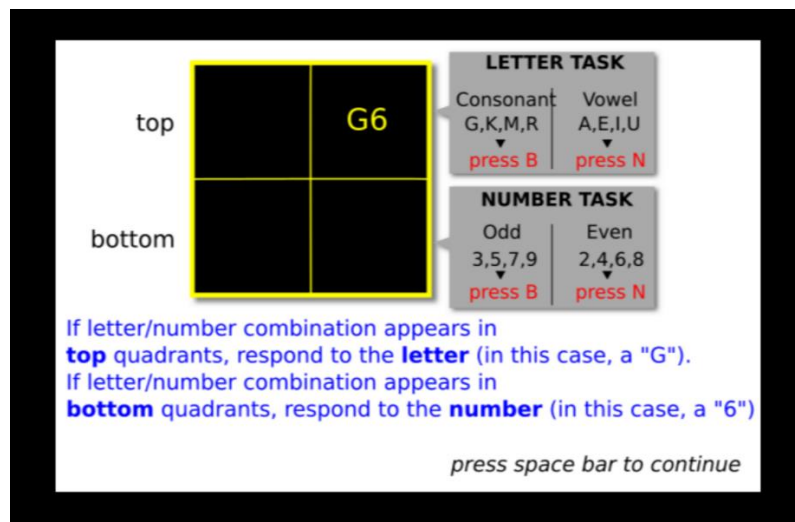 top
G6
bottom
LETTER TASK
Consonant Vowel
G,K,M,R A,E,I,U
press B press N
NUMBER TASK
Odd Even
3,5,7,9 2,4,6,8
press B press N
If letter/number combination appears in
top quadrants, respond to the letter (in this case, a "G").
If letter/number combination appears in
bottom quadrants, respond to the number (in this case, a "6")
press space bar to continue